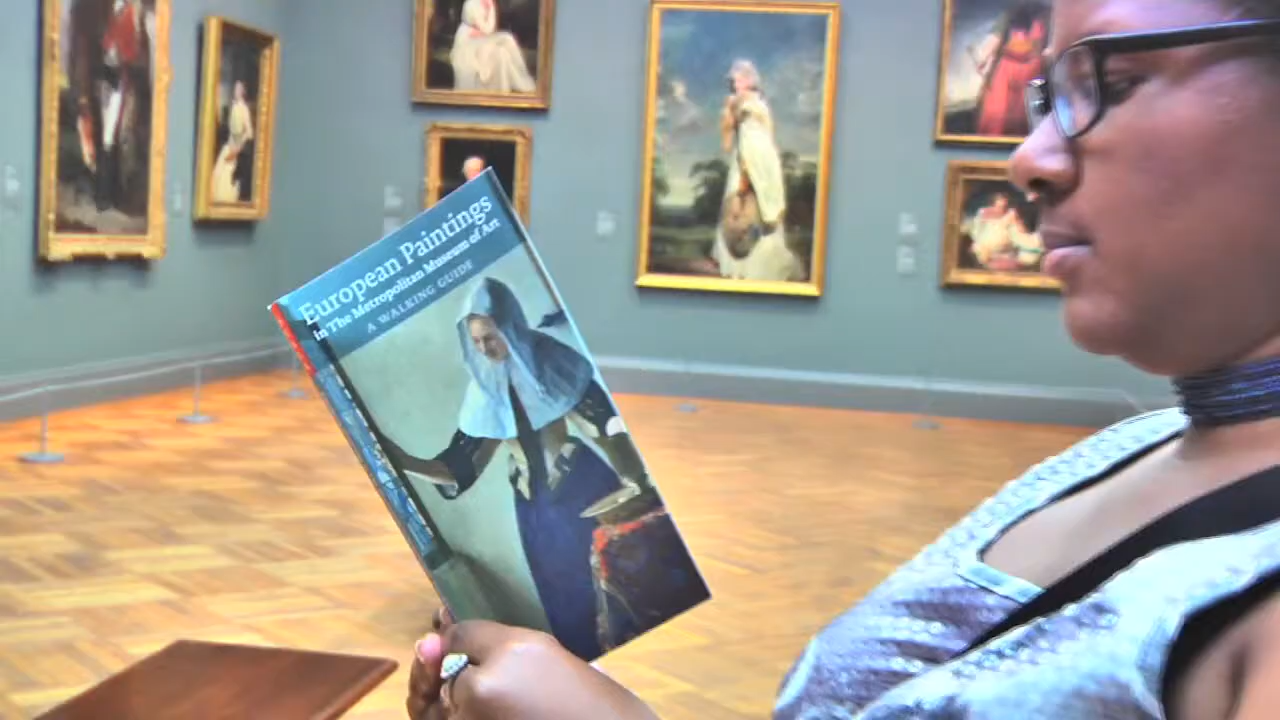 European Paintings
in The Metropolitan Museum of Art
A WALKING GUIDE